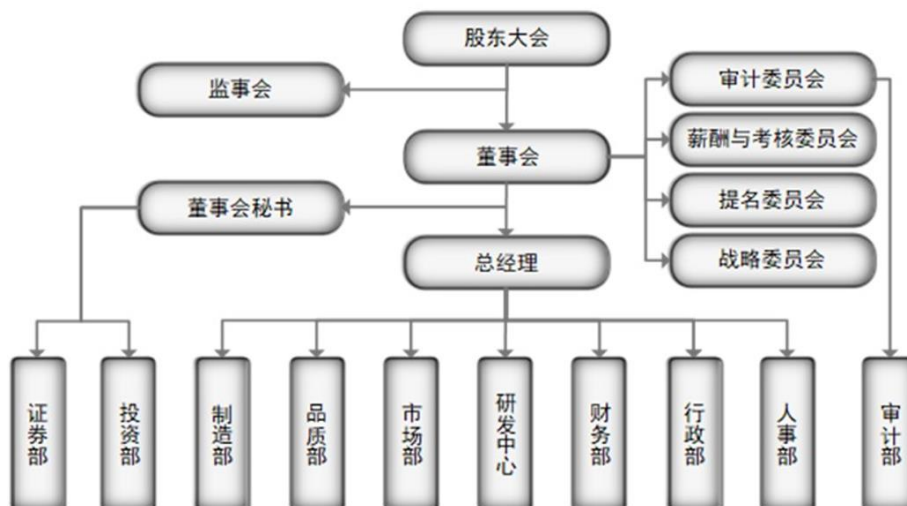 股东大会
监事会
审计委员会
薪酬与考核委员会
董事会
提名委员会
董事会秘书
战略委员会
总经理
证券部
投资部
制造部
品质部
市场部
研发中心
财务部
行政部
人事部
审计部